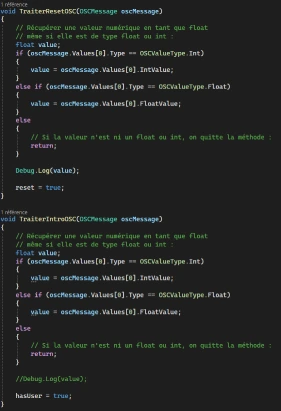 1 référence
void TraiterResetOSC(OSCMessage oscMessage)
{
// Récupérer une valeur numérique en tant que float
// même si elle est de type float ou int :
float value;
if (oscMessage.Values[0].Type == OSCValueType.Int)
{
value = oscMessage.Values[0].IntValue;
}
else if (oscMessage.Values[0].Type == OSCValueType.Float)
{
value = oscMessage.Values[0].FloatValue;
}
else
{
// Si la valeur n'est ni un float ou int, on quitte la méthode :
return;
}
Debug.Log(value);
reset = true;
}
1 référence
void TraiterIntroOSC(OSCMessage oscMessage)
{
// Récupérer une valeur numérique en tant que float
// même si elle est de type float ou int :
float value;
if (oscMessage.Values[0].Type == OSCValueType.Int)
{
value = oscMessage.Values[0].IntValue;
}
else if (oscMessage.Values[0].Type == OSCValueType.Float)
{
value = oscMessage.Values[0].FloatValue;
}
else
{
// Si la valeur n'est ni un float ou int, on quitte la méthode :
return;
}
//Debug.Log(value);
hasUser = true;
}